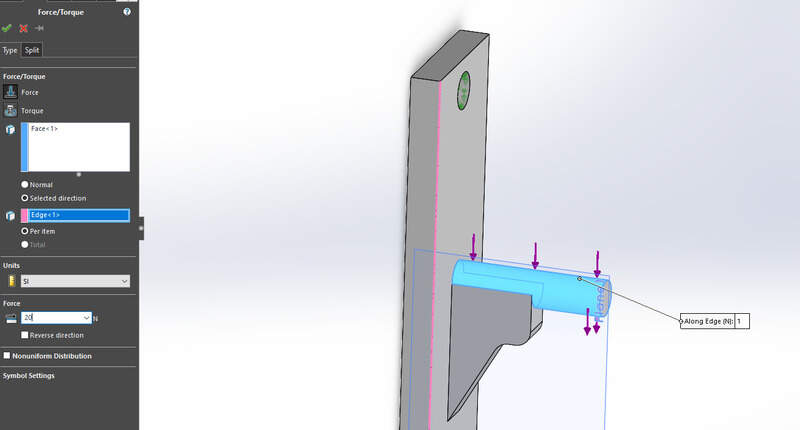 Force/Torque
Type
Split
Force/Torque
Force
Torque
Face<1>
Normal
Selected direction
Edge<1>
Per item
Total
Units
SI
Force
20
N
Reverse direction
Nonuniform Distribution
Symbol Settings
Along Edge (N): 1